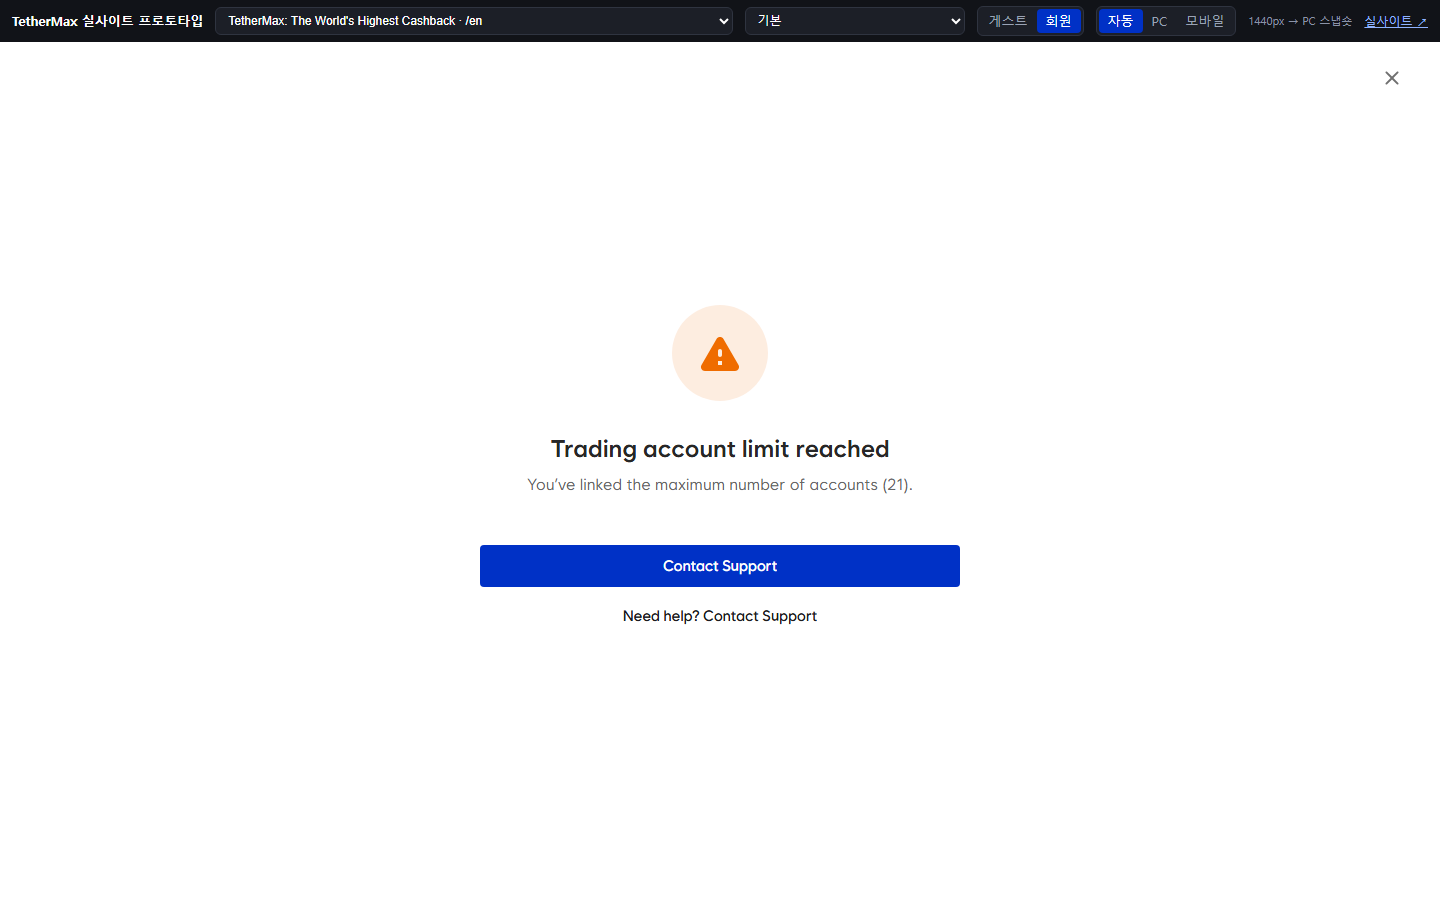 TetherMax 실사이트 프로토타입
TetherMax: The World's Highest Cashback · /en
기본
게스트 회원
자동 PC 모바일
1440px → PC 스냅숏
실사이트 ↗
Trading account limit reached
You’ve linked the maximum number of accounts (21).
Contact Support
Need help? Contact Support